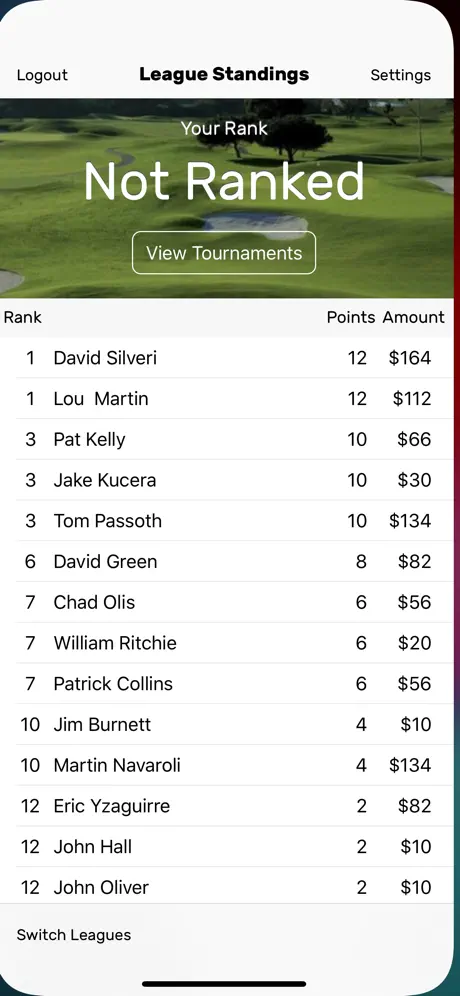 Logout League Standings Settings
Your Rank
Not Ranked
View Tournaments
Rank Points Amount
1 David Silveri 12 $164
1 Lou  Martin 12 $112
3 Pat Kelly 10 $66
3 Jake Kucera 10 $30
3 Tom Passoth 10 $134
6 David Green 8 $82
7 Chad Olis 6 $56
7 William Ritchie 6 $20
7 Patrick Collins 6 $56
10 Jim Burnett 4 $10
10 Martin Navaroli 4 $134
12 Eric Yzaguirre 2 $82
12 John Hall 2 $10
12 John Oliver 2 $10
Switch Leagues